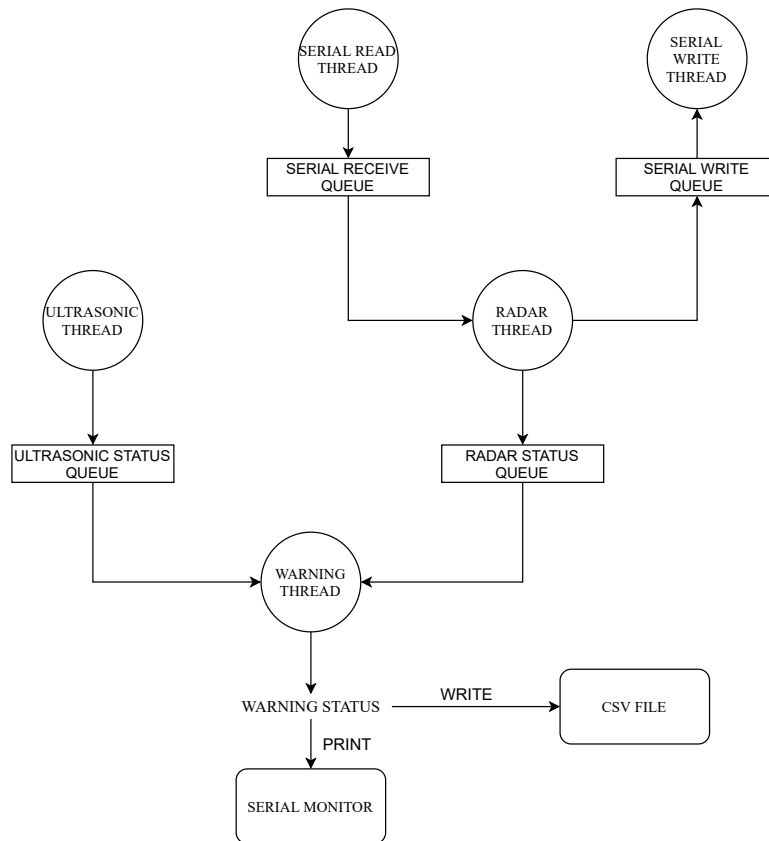 SERIAL READ
THREAD
SERIAL
WRITE
THREAD
SERIAL RECEIVE
QUEUE
SERIAL WRITE
QUEUE
ULTRASONIC
THREAD
RADAR
THREAD
ULTRASONIC STATUS
QUEUE
RADAR STATUS
QUEUE
WARNING
THREAD
WARNING STATUS
WRITE
CSV FILE
PRINT
SERIAL MONITOR